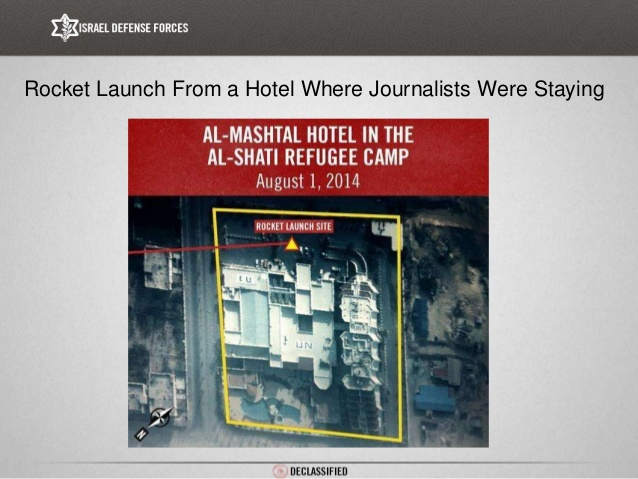 ISRAEL DEFENSE FORCES
Rocket Launch From a Hotel Where Journalists Were Staying
AL-MASHTAL HOTEL IN THE
AL-SHATI REFUGEE CAMP
August 1, 2014
ROCKET LAUNCH SITE
EU
UN
N
DECLASSIFIED